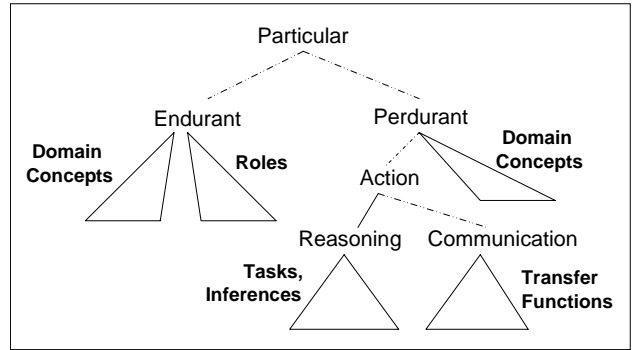 Particular
Endurant
Perdurant
Domain
Concepts
Roles
Domain
Concepts
Action
Reasoning
Communication
Tasks,
Inferences
Transfer
Functions